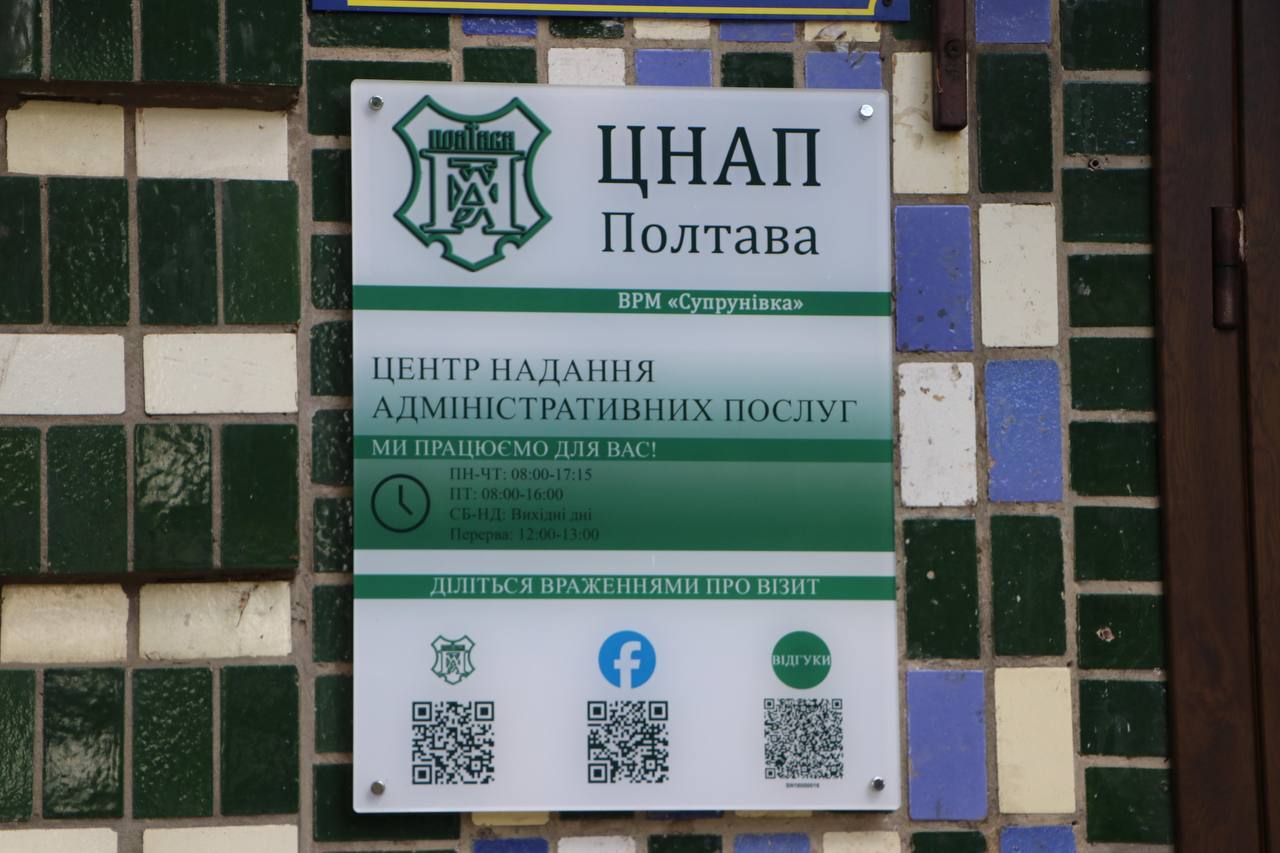 ПОЛТАВА
ЦНАП
Полтава
ВРМ «Супрунівка»
ЦЕНТР НАДАННЯ
АДМІНІСТРАТИВНИХ ПОСЛУГ
МИ ПРАЦЮЄМО ДЛЯ ВАС!
ПН-ЧТ: 08:00-17:15
ПТ: 08:00-16:00
СБ-НД: Вихідні дні
Перерва: 12:00-13:00
ДІЛІТЬСЯ ВРАЖЕННЯМИ ПРО ВІЗИТ
ВІДГУКИ